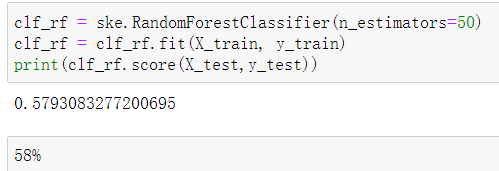 clf_rf = ske.RandomForestClassifier(n_estimators=50)
clf_rf = clf_rf.fit(X_train, y_train)
print(clf_rf.score(X_test,y_test))
0.5793083277200695
58%